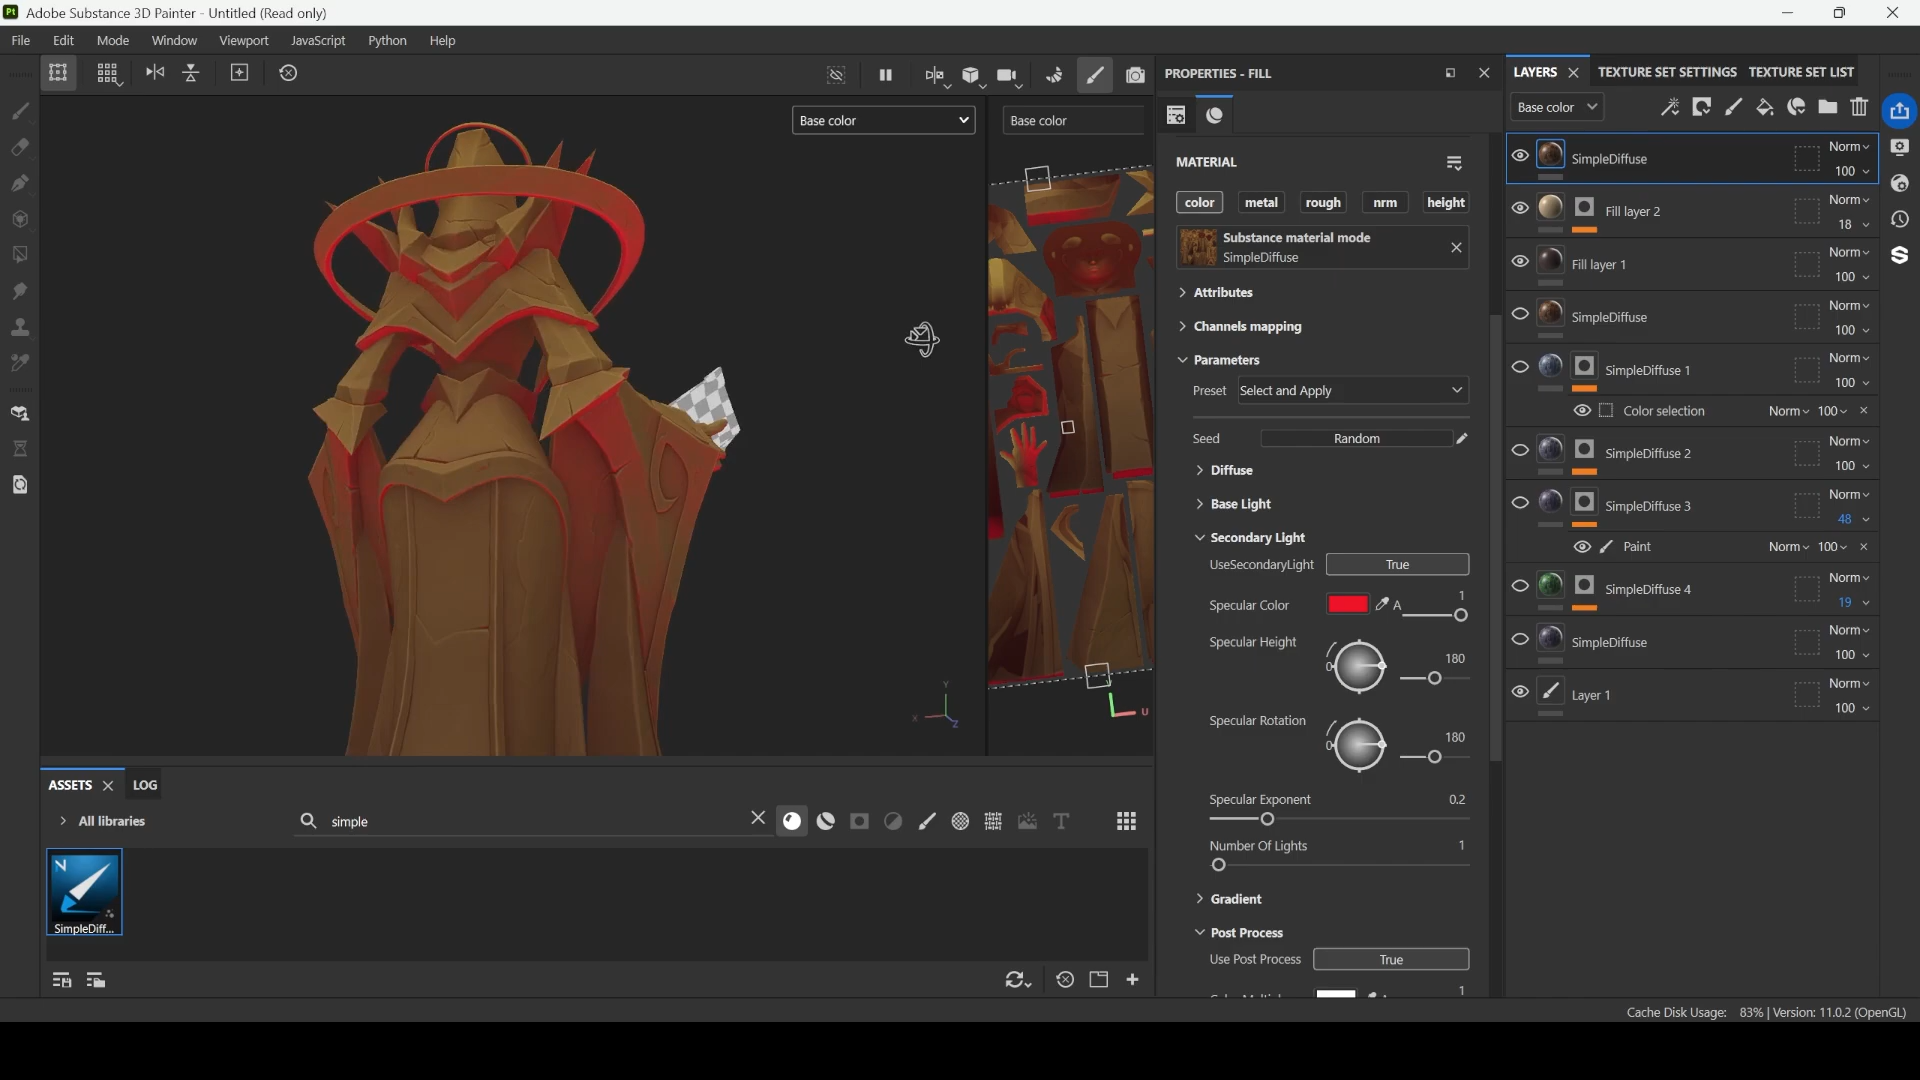 Pt Adobe Substance 3D Painter - Untitled (Read only)
File Edit Mode Window Viewport JavaScript Python Help
Base color
Base color
X Y Z
U
PROPERTIES - FILL
MATERIAL
color metal rough nrm height
Substance material mode
SimpleDiffuse
Attributes
Channels mapping
Parameters
Preset Select and Apply
Seed Random
Diffuse
Base Light
Secondary Light
UseSecondaryLight True
Specular Color A 1
Specular Height 0 180
Specular Rotation 0 180
Specular Exponent 0.2
Number Of Lights 1
Gradient
Post Process
Use Post Process True
1
LAYERS TEXTURE SET SETTINGS TEXTURE SET LIST
Base color
SimpleDiffuse Norm 100
Fill layer 2 Norm 18
Fill layer 1 Norm 100
SimpleDiffuse Norm 100
SimpleDiffuse 1 Norm 100
Color selection Norm 100
SimpleDiffuse 2 Norm 100
SimpleDiffuse 3 Norm 48
Paint Norm 100
SimpleDiffuse 4 Norm 19
SimpleDiffuse Norm 100
Layer 1 Norm 100
ASSETS LOG
All libraries simple
N
SimpleDiff...
Cache Disk Usage: 83% | Version: 11.0.2 (OpenGL)